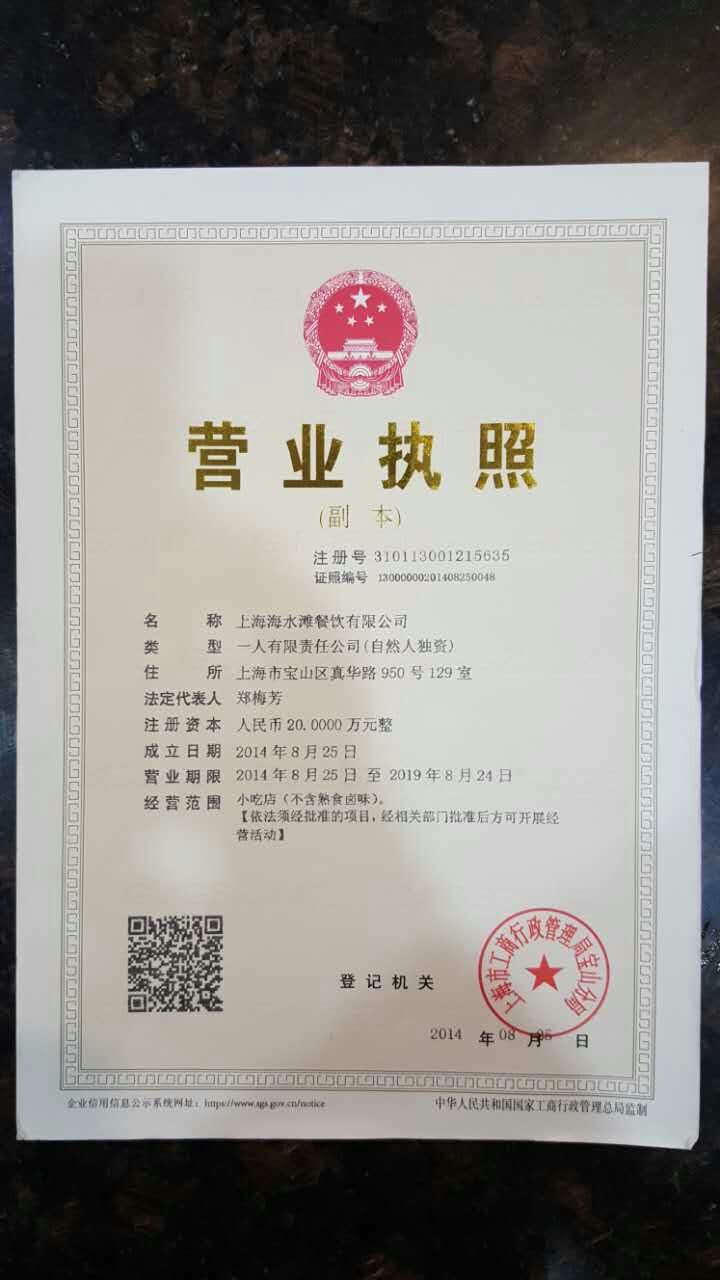 营业执照
(副 本)
注册号 310113001215635
证照编号 13000000201408250048
名 称 上海海水滩餐饮有限公司
类 型 一人有限责任公司(自然人独资)
住 所 上海市宝山区真华路 950 号 129 室
法定代表人 郑梅芳
注册资本 人民币 20.0000 万元整
成立日期 2014 年 8 月 25 日
营业期限 2014 年 8 月 25 日 至 2019 年 8 月 24 日
经营范围 小吃店(不含熟食卤味)。
【依法须经批准的项目,经相关部门批准后方可开展经
营活动】
上海市工商行政管理局宝山分局
登记机关
2014 年 08 月 25 日
企业信用信息公示系统网址:https://www.sgs.gov.cn/notice
中华人民共和国国家工商行政管理总局监制